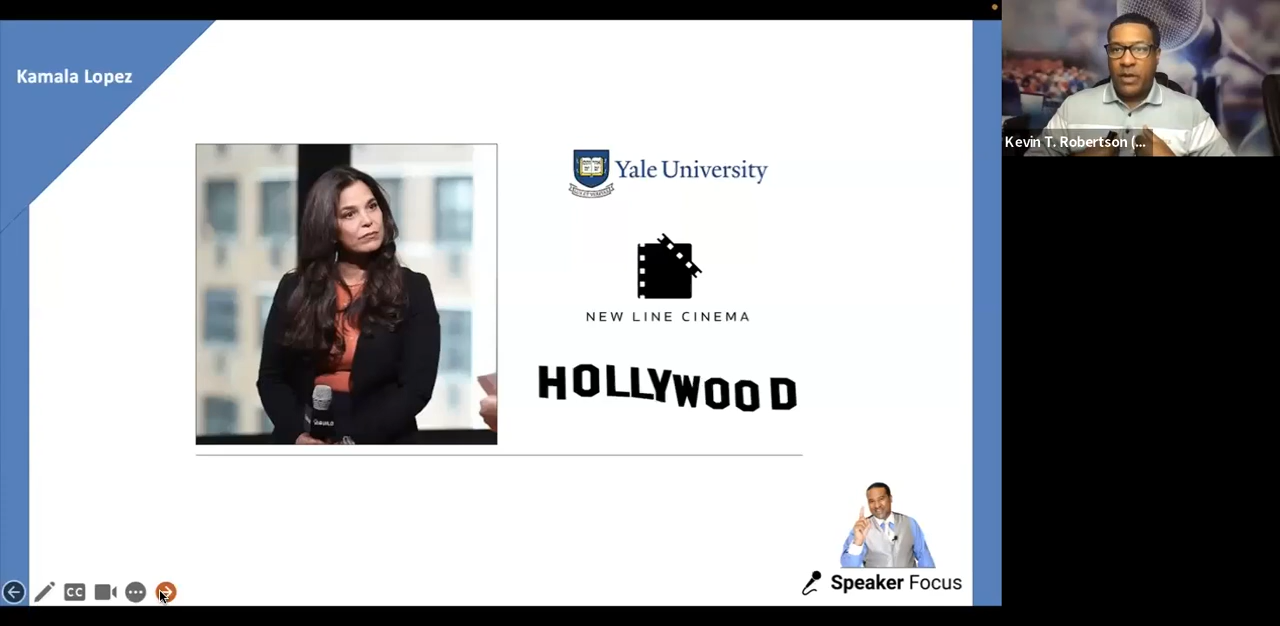 Kamala Lopez
Yale University
NEW LINE CINEMA
HOLLYWOOD
Speaker Focus
CC
Kevin T. Robertson (...